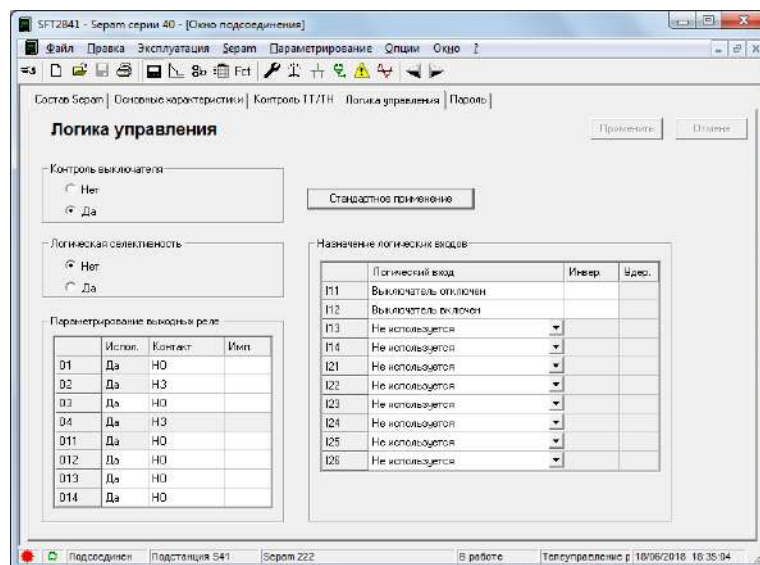 SFT2841 - Sepam серии 40 - [Окно подсоединения]
Файл Правка Эксплуатация Sepam Параметрирование Опции Окно ?
Fct
Состав Sepam Основные характеристики Контроль ТТ/ТН Логика управления Пароль
Логика управления
Применить Отмена
Контроль выключателя
Нет
Да
Стандартное применение
Логическая селективность
Нет
Да
Параметрирование выходных реле
Испол. Контакт Имп.
O1 Да НО
O2 Да НЗ
O3 Да НО
O4 Да НЗ
O11 Да НО
O12 Да НО
O13 Да НО
O14 Да НО
Назначение логических входов
Логический вход Инвер. Удер.
I11 Выключатель отключен
I12 Выключатель включен
I13 Не используется
I14 Не используется
I21 Не используется
I22 Не используется
I23 Не используется
I24 Не используется
I25 Не используется
I26 Не используется
Подсоединен Подстанция S41 Sepam 222 В работе Телеуправление р 18/06/2018 18:35:04